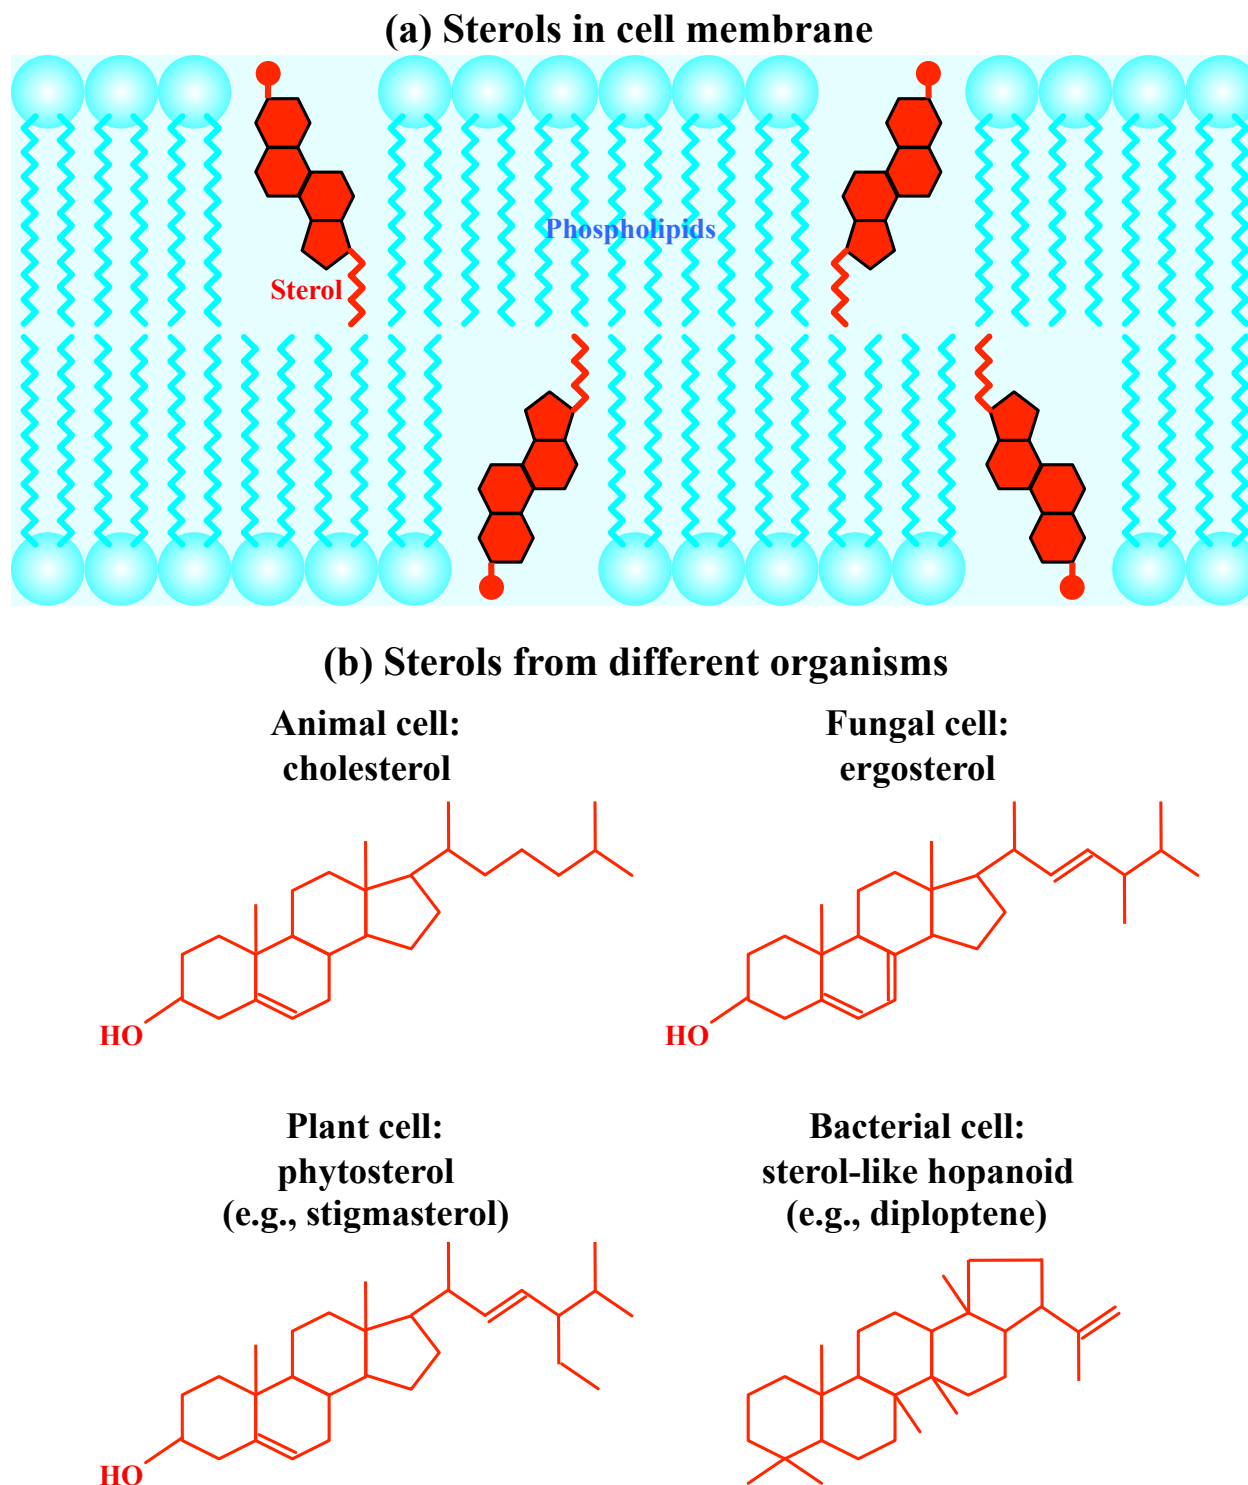 (a) Sterols in cell membrane
Phospholipids
Sterol
(b) Sterols from different organisms
Animal cell:
cholesterol
HO
Fungal cell:
ergosterol
HO
Plant cell:
phytosterol
(e.g., stigmasterol)
HO
Bacterial cell:
sterol-like hopanoid
(e.g., diploptene)